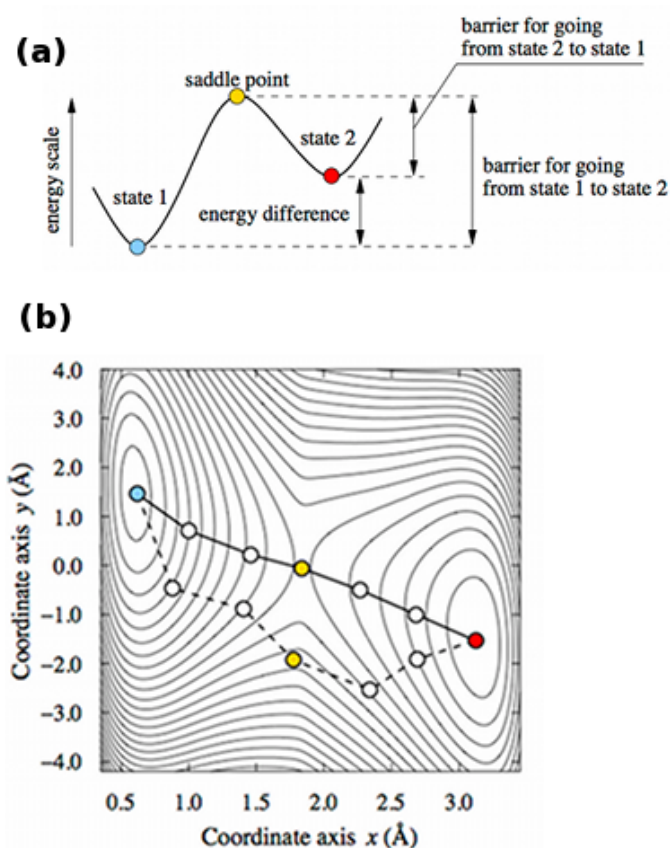 (a)
barrier for going
from state 2 to state 1
saddle point
state 2
state 1
energy scale
energy difference
barrier for going
from state 1 to state 2
(b)
4.0
3.0
2.0
1.0
0.0
−1.0
−2.0
−3.0
−4.0
Coordinate axis y (Å)
0.5 1.0 1.5 2.0 2.5 3.0
Coordinate axis x (Å)